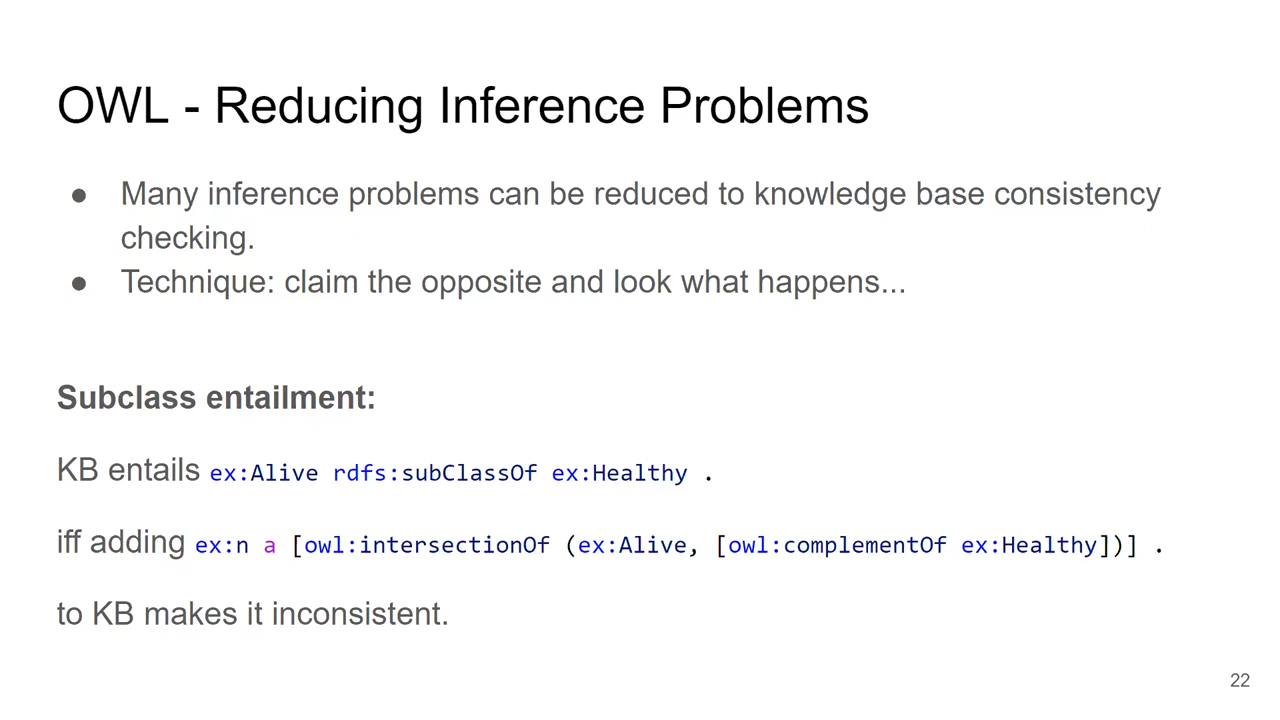 OWL - Reducing Inference Problems
● Many inference problems can be reduced to knowledge base consistency
checking.
● Technique: claim the opposite and look what happens...
Subclass entailment:
KB entails ex:Alive rdfs:subClassOf ex:Healthy .
iff adding ex:n a [owl:intersectionOf (ex:Alive, [owl:complementOf ex:Healthy])] .
to KB makes it inconsistent.
22